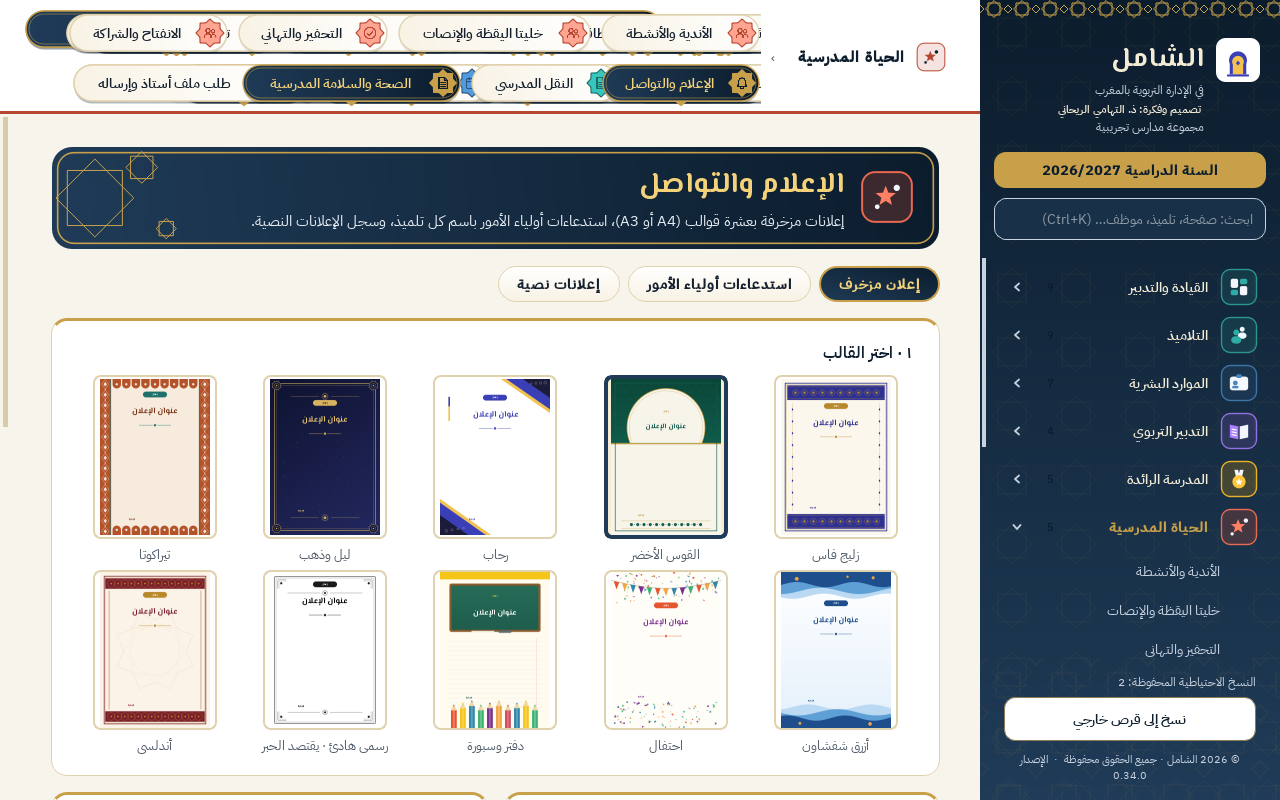 الشامل
في الإدارة التربوية بالمغرب
تصميم وفكرة: ذ. التهامي الريحاني
مجموعة مدارس تجريبية
السنة الدراسية 2026/2027
ابحث: صفحة، تلميذ، موظف... (Ctrl+K)
القيادة والتدبير
التلاميذ 9
الموارد البشرية 7
التدبير التربوي 4
المدرسة الرائدة 5
الحياة المدرسية 5
الأندية والأنشطة
خليتا اليقظة والإنصات
التحفيز والتهاني
النسخ الاحتياطية المحفوظة: 2
نسخ إلى قرص خارجي
© 2026 الشامل · جميع الحقوق محفوظة · الإصدار
0.34.0
الحياة المدرسية ‹
الأندية والأنشطة
خليتا اليقظة والإنصات
التحفيز والتهاني
الانفتاح والشراكة
الإعلام والتواصل
النقل المدرسي
الصحة والسلامة المدرسية
طلب ملف أستاذ وإرساله
الإعلام والتواصل
إعلانات مزخرفة بعشرة قوالب (A4 أو A3)، استدعاءات أولياء الأمور باسم كل تلميذ، وسجل الإعلانات النصية.
إعلان مزخرف
استدعاءات أولياء الأمور
إعلانات نصية
١ · اختر القالب
عنوان الإعلان
عنوان الإعلان
عنوان الإعلان
عنوان الإعلان
عنوان الإعلان
زليج فاس
القوس الأخضر
رحاب
ليل وذهب
تيراكوتا
عنوان الإعلان
عنوان الإعلان
عنوان الإعلان
عنوان الإعلان
عنوان الإعلان
أزرق شفشاون
احتفال
دفتر وسبورة
رسمي هادئ · يقتصد الحبر
أندلسي